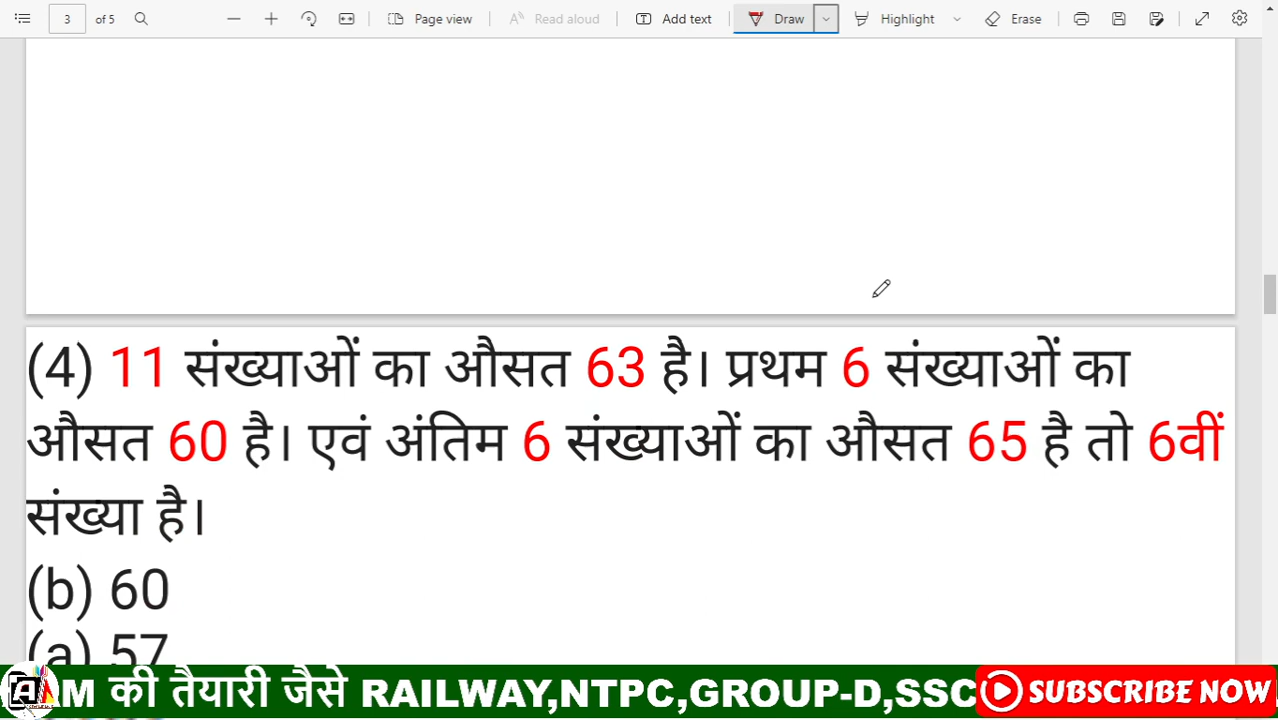 3 of 5 Page view Read aloud Add text Draw Highlight Erase
(4) 11 संख्याओं का औसत 63 है। प्रथम 6 संख्याओं का
औसत 60 है। एवं अंतिम 6 संख्याओं का औसत 65 है तो 6वीं
संख्या है।
(b) 60
(a) 57
की तैयारी जैसे RAILWAY,NTPC,GROUP-D,SSC SUBSCRIBE NOW